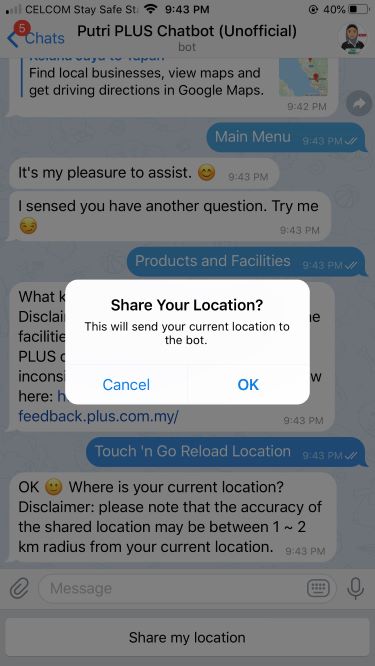 CELCOM Stay Safe St
9:43 PM
40%
5
Chats
Putri PLUS Chatbot (Unofficial)
bot
Find local businesses, view maps and
get driving directions in Google Maps.
9:42 PM
Main Menu 9:43 PM
It's my pleasure to assist. 😊 9:43 PM
I sensed you have another question. Try me
😏
9:43 PM
Products and Facilities 9:43 PM
What k
Disclai
facilitie
PLUS c
inconsi
here: h
feedback.plus.com.my/
9:43 PM
Share Your Location?
This will send your current location to
the bot.
Cancel
OK
Touch 'n Go Reload Location 9:43 PM
OK 🙂 Where is your current location?
Disclaimer: please note that the accuracy of
the shared location may be between 1 ~ 2
km radius from your current location. 9:43 PM
Message
Share my location